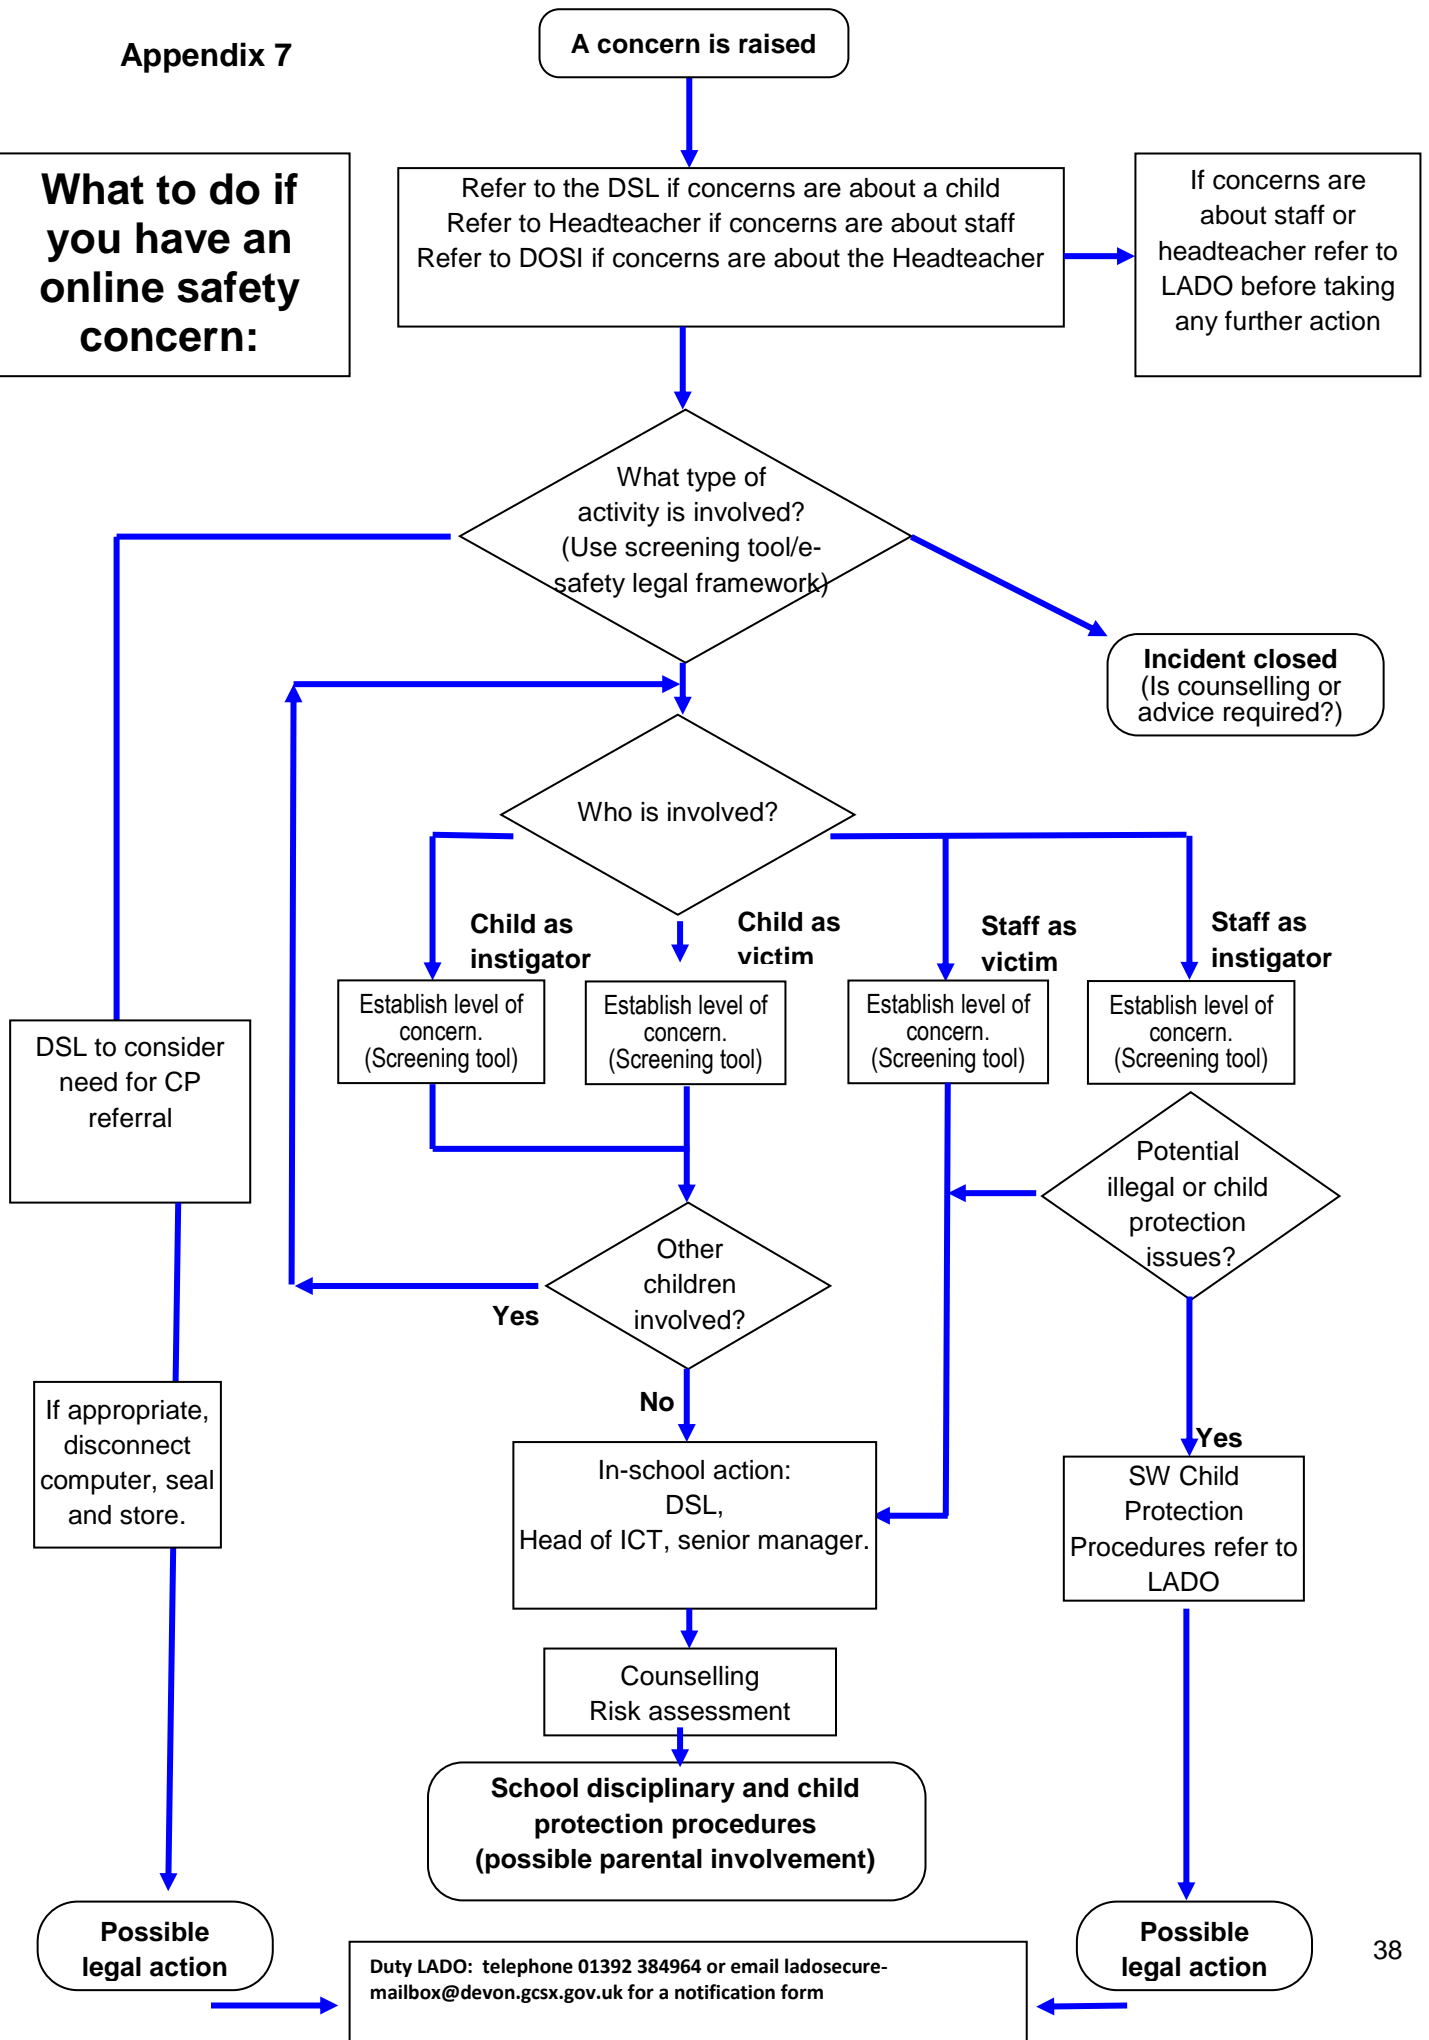 Appendix 7
A concern is raised
What to do if
you have an
online safety
concern:
Refer to the DSL if concerns are about a child
Refer to Headteacher if concerns are about staff
Refer to DOSI if concerns are about the Headteacher
If concerns are
about staff or
headteacher refer to
LADO before taking
any further action
What type of
activity is involved?
(Use screening tool/e-
safety legal framework)
Incident closed
(Is counselling or
advice required?)
Who is involved?
Child as
instigator
Child as
victim
Staff as
victim
Staff as
instigator
Establish level of
concern.
(Screening tool)
Establish level of
concern.
(Screening tool)
Establish level of
concern.
(Screening tool)
Establish level of
concern.
(Screening tool)
DSL to consider
need for CP
referral
Potential
illegal or child
protection
issues?
Other
children
involved?
Yes
No
If appropriate,
disconnect
computer, seal
and store.
In-school action:
DSL,
Head of ICT, senior manager.
Yes
SW Child
Protection
Procedures refer to
LADO
Counselling
Risk assessment
School disciplinary and child
protection procedures
(possible parental involvement)
Possible
legal action
Possible
legal action
Duty LADO:  telephone 01392 384964 or email ladosecure-
mailbox@devon.gcsx.gov.uk for a notification form
38